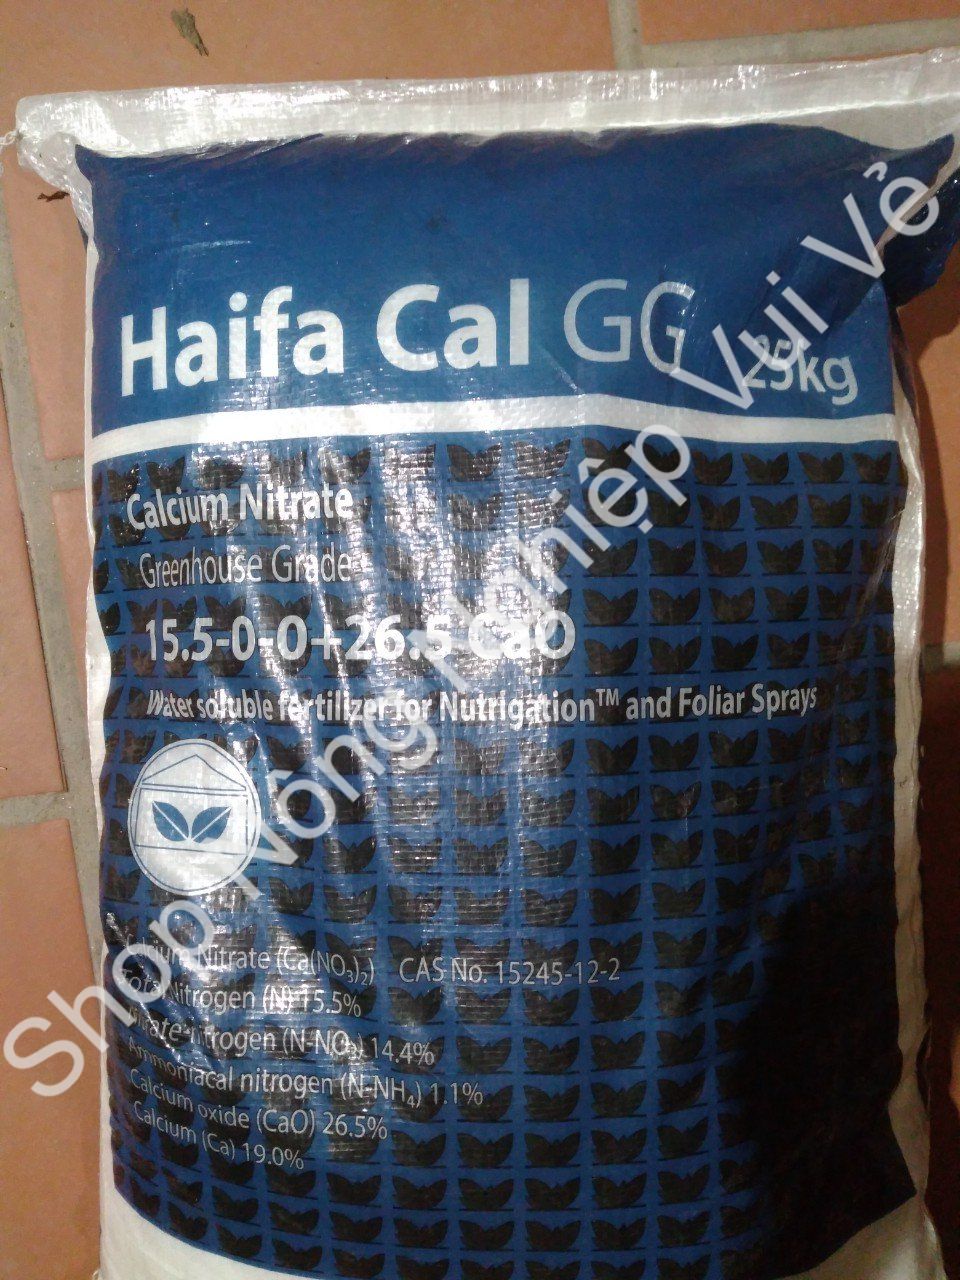 Haifa Cal GG 25kg
Calcium Nitrate
Greenhouse Grade
15.5-0-0+26.5 CaO
Water soluble fertilizer for Nutrigation™ and Foliar Sprays
Calcium Nitrate (Ca(NO₃)₂) CAS No. 15245-12-2
Total Nitrogen (N) 15.5%
Nitrate-nitrogen (N-NO₃) 14.4%
Ammoniacal nitrogen (N-NH₄) 1.1%
Calcium oxide (CaO) 26.5%
Calcium (Ca) 19.0%
Shop Nông Nghiệp Vui Vẻ